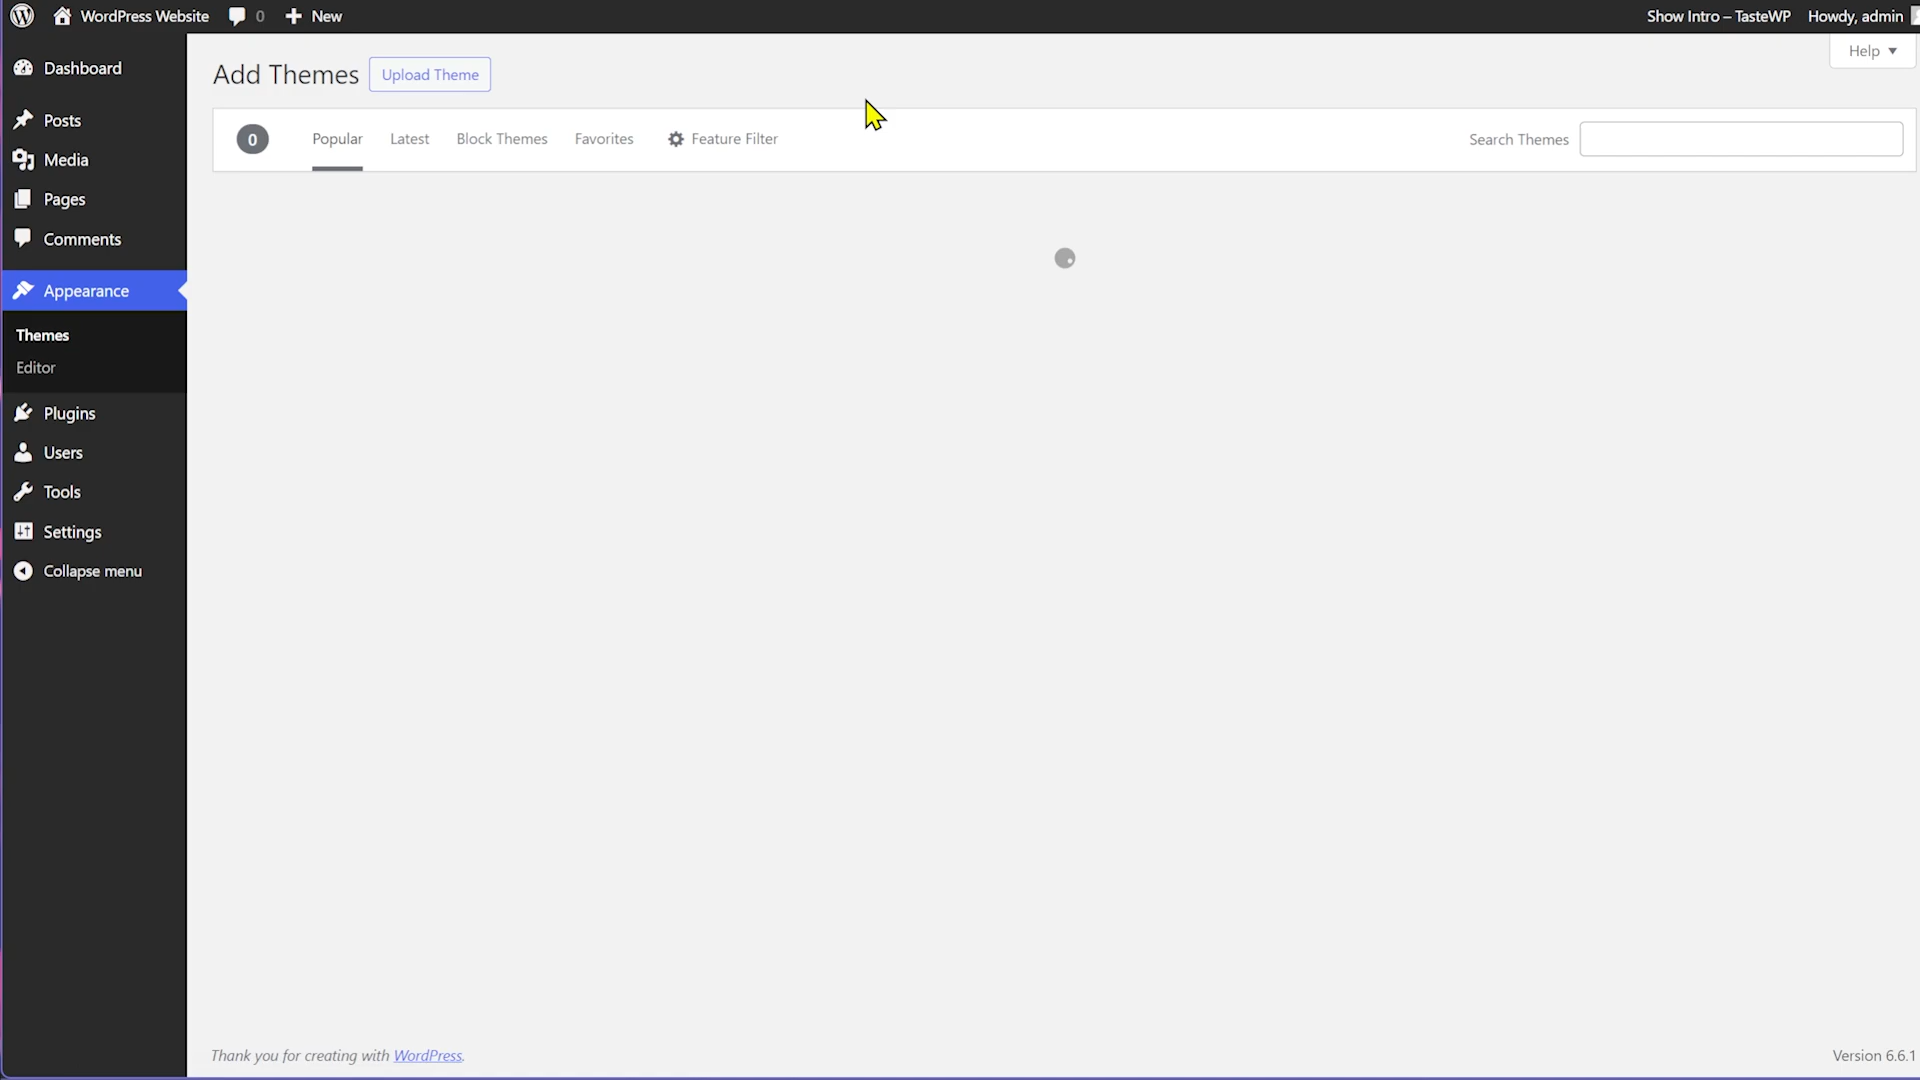 WordPress Website 0 New Show Intro – TasteWP Howdy, admin
Help
Dashboard
Posts
Media
Pages
Comments
Appearance
Themes
Editor
Plugins
Users
Tools
Settings
Collapse menu
Add Themes Upload Theme
0 Popular Latest Block Themes Favorites Feature Filter Search Themes
Thank you for creating with WordPress. Version 6.6.1